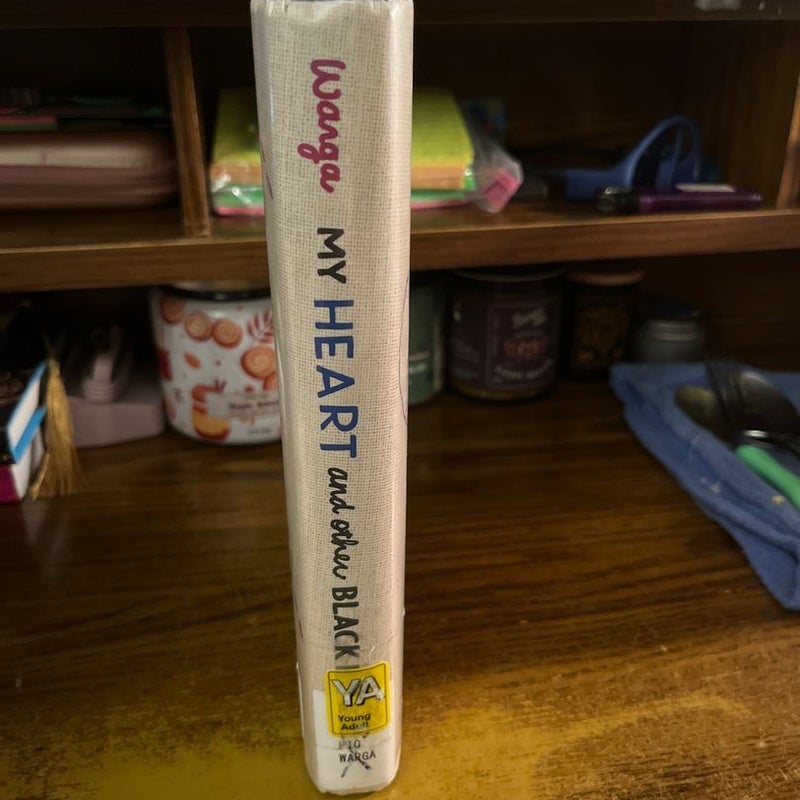 Warga
MY HEART and other BLACK
YA
Young
Adult
WARGA